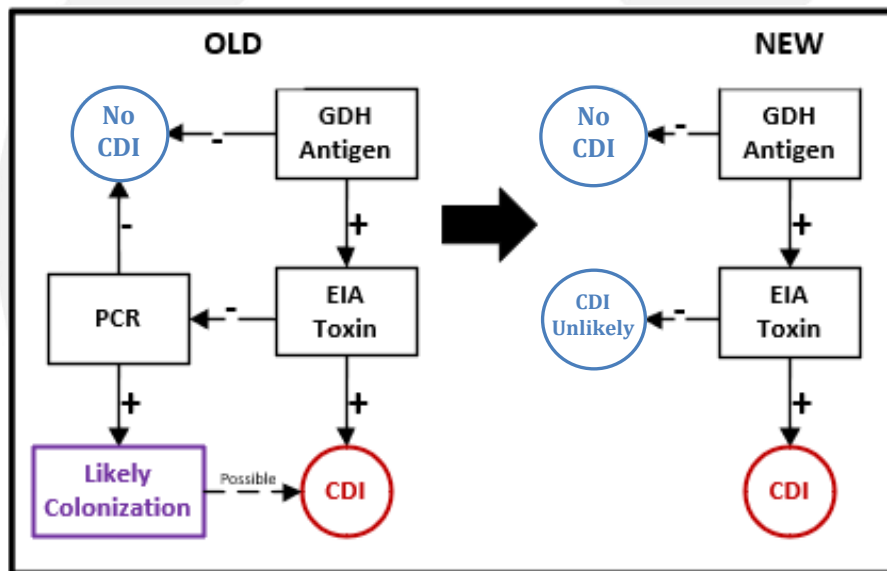 OLD
No
CDI
-
GDH
Antigen
-
+
PCR
-
EIA
Toxin
+
+
Likely
Colonization
Possible
CDI
NEW
No
CDI
-
GDH
Antigen
+
CDI
Unlikely
-
EIA
Toxin
+
CDI